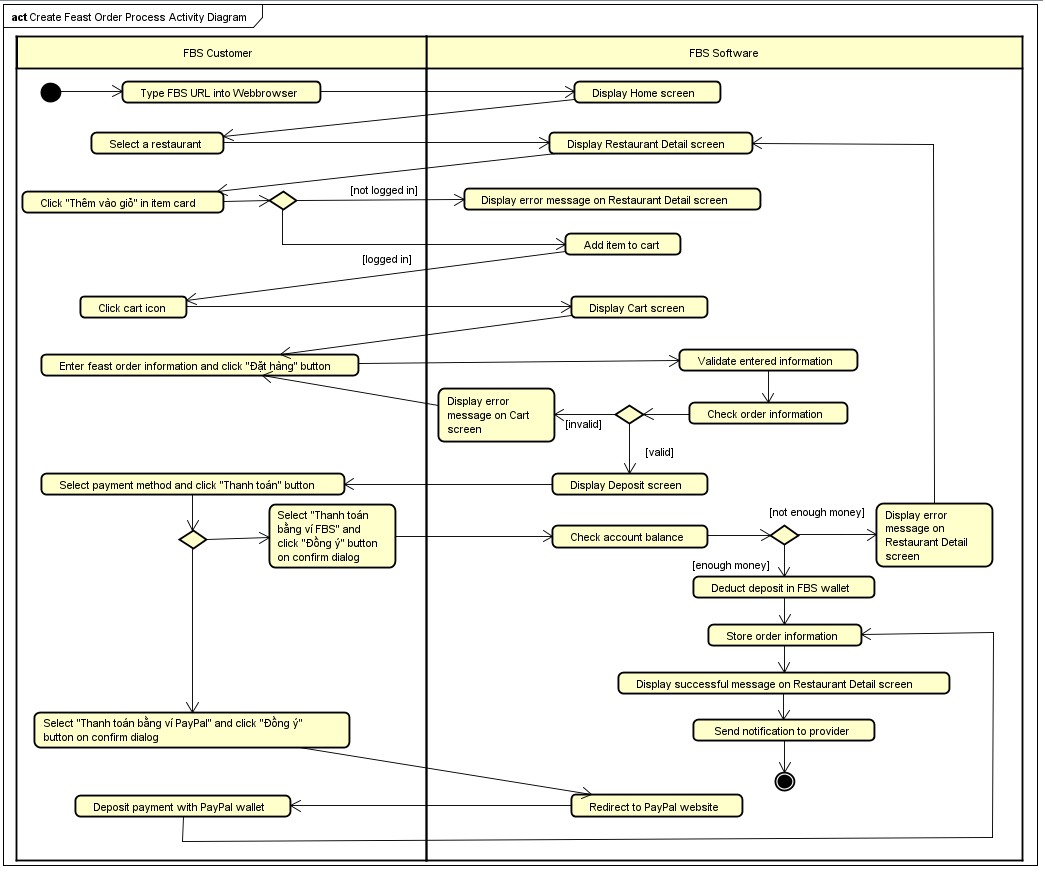 act Create Feast Order Process Activity Diagram
FBS Customer
FBS Software
Type FBS URL into Webbrowser
Display Home screen
Select a restaurant
Display Restaurant Detail screen
Click "Thêm vào giỏ" in item card
[not logged in]
Display error message on Restaurant Detail screen
Add item to cart
[logged in]
Click cart icon
Display Cart screen
Enter feast order information and click "Đặt hàng" button
Validate entered information
Display error
message on Cart
screen
[invalid]
Check order information
[valid]
Select payment method and click "Thanh toán" button
Display Deposit screen
Select "Thanh toán
bằng ví FBS" and
click "Đồng ý" button
on confirm dialog
Check account balance
[not enough money]
Display error
message on
Restaurant Detail
screen
[enough money]
Deduct deposit in FBS wallet
Store order information
Display successful message on Restaurant Detail screen
Select "Thanh toán bằng ví PayPal" and click "Đồng ý"
button on confirm dialog
Send notification to provider
Deposit payment with PayPal wallet
Redirect to PayPal website